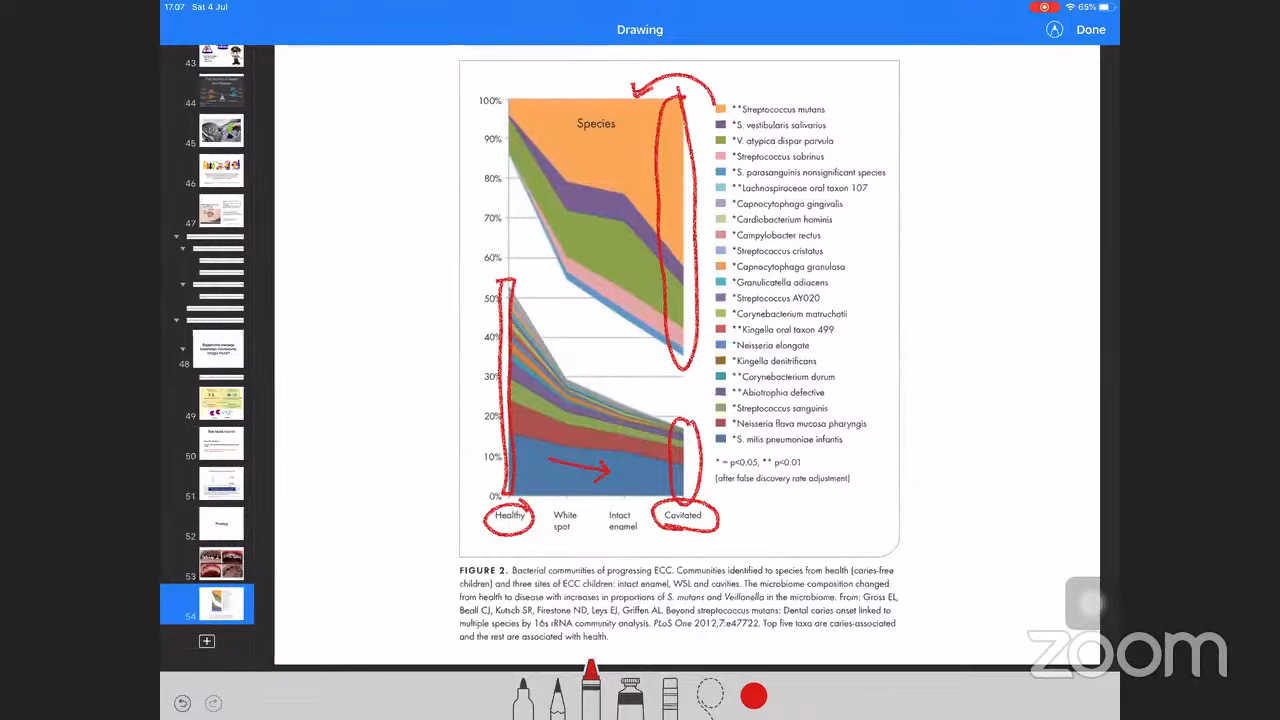 17.07 Sat 4 Jul
65%
Drawing
Done
43
44
45
46
47
48
49
50
51
52
53
54
Species
100%
90%
80%
70%
60%
50%
40%
30%
20%
10%
0%
Healthy
White
spot
Intact
enamel
Cavitated
**Streptococcus mutans
*S. vestibularis salivarius
*V. atypica dispar parvula
*Streptococcus sobrinus
*S. parasanguinis nonsignificant species
**Lachnospiraceae oral taxon 107
*Capnocytophaga gingivalis
*Cardiobacterium hominis
*Campylobacter rectus
*Streptococcus cristatus
*Capnocytophaga granulosa
*Granulicatella adiacens
*Streptococcus AY020
*Corynebacterium matruchotii
**Kingella oral taxon 499
*Neisseria elongate
*Kingella denitrificans
**Corynebacterium durum
**Abiotrophia defective
*Streptococcus sanguinis
*Neisseria flava mucosa pharyngis
*S. mitis pneumoniae infantis
* = p<0.05, ** p<0.01
(after false discovery rate adjustment)
FIGURE 2. Bacterial communities of progressing ECC. Communities identified to species from health (caries-free
children) and three sites of ECC children: intact enamel, WSL and cavities. The microbiome composition changed
from health to disease with increases in proportions of S. mutans and Veillonella in the microbiome. From: Gross EL,
Beall CJ, Kutsch SR, Firestone ND, Leys EJ, Griffen AL. Beyond streptococcus mutans: Dental caries onset linked to
multiple species by 16s rRNA community analysis. PLoS One 2012;7:e47722. Top five taxa are caries-associated
and the rest are associated with health.
zoom